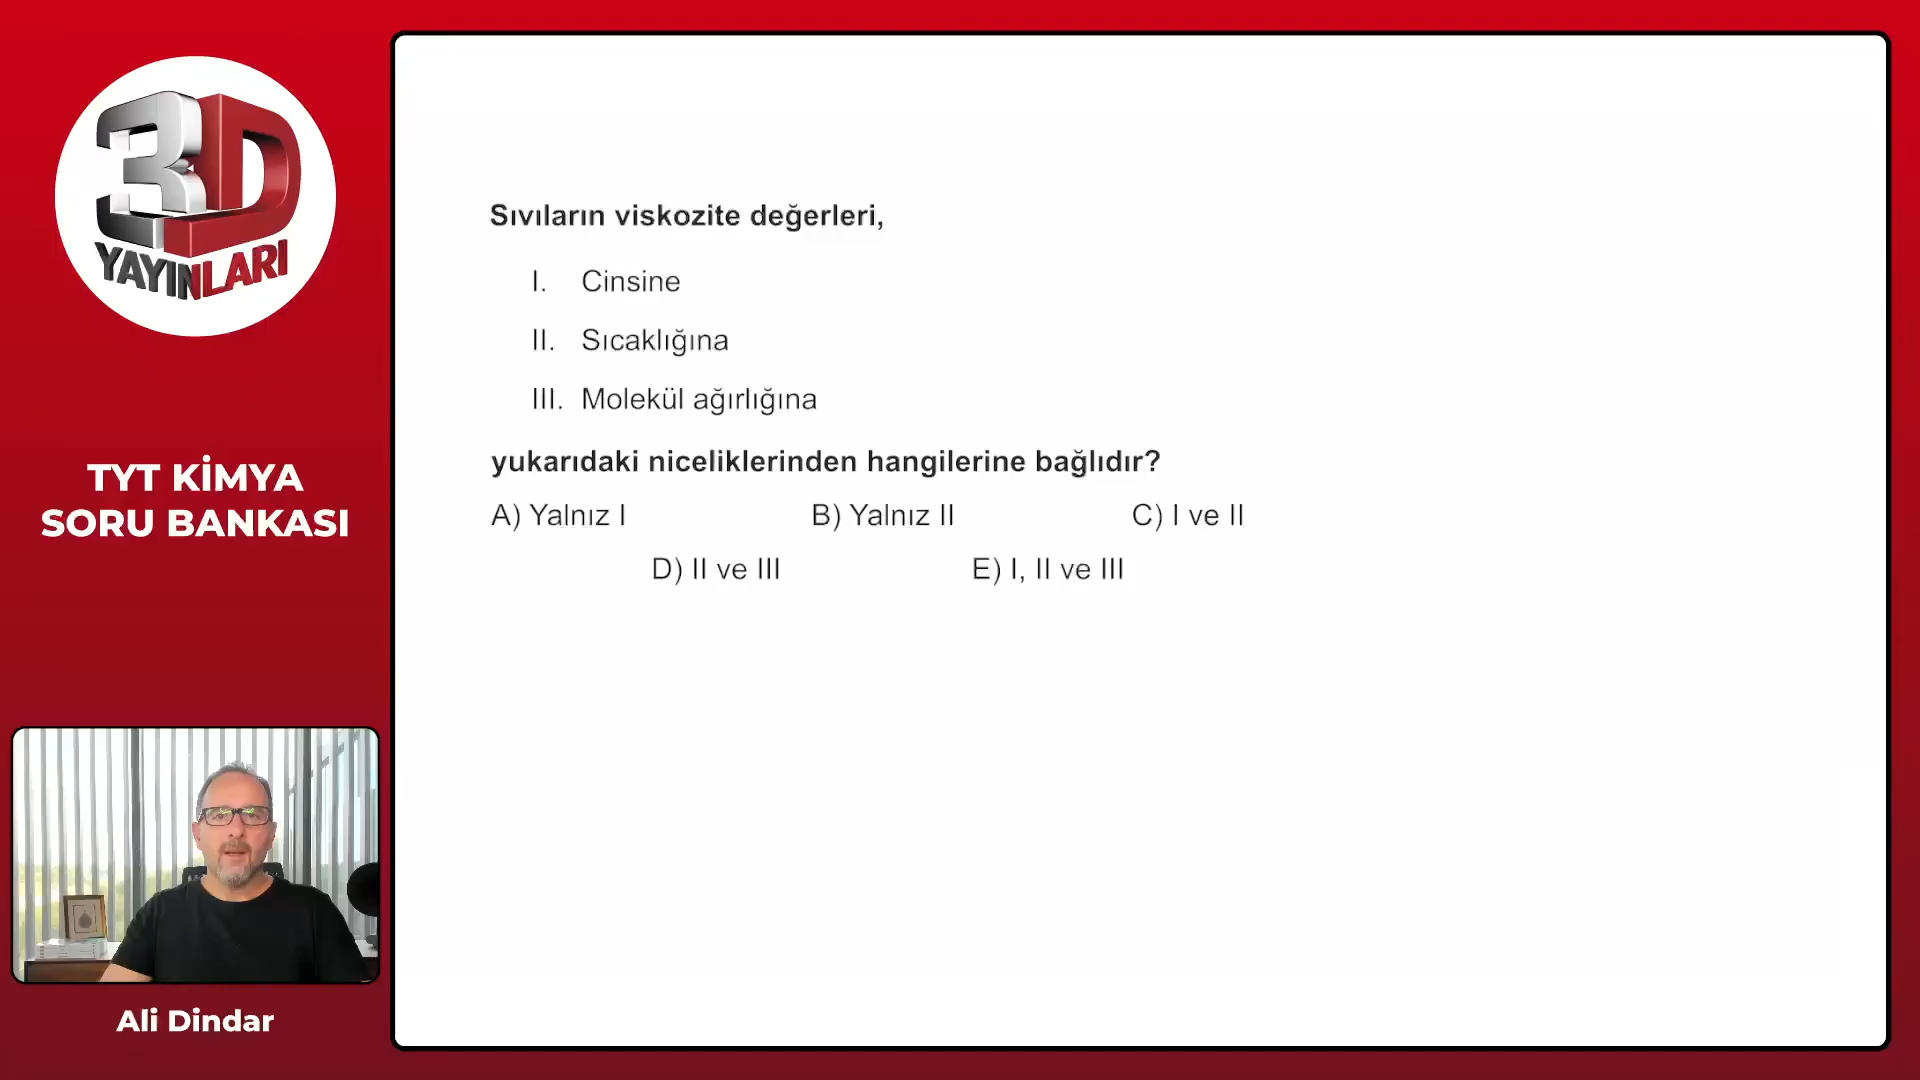 3D
YAYINLARI
TYT KİMYA
SORU BANKASI
Ali Dindar
Sıvıların viskozite değerleri,
I. Cinsine
II. Sıcaklığına
III. Molekül ağırlığına
yukarıdaki niceliklerinden hangilerine bağlıdır?
A) Yalnız I B) Yalnız II C) I ve II
D) II ve III E) I, II ve III